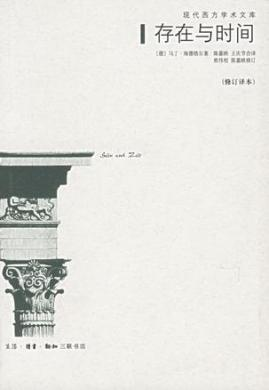 现代西方学术文库
存在与时间
[德] 马丁·海德格尔著 陈嘉映 王庆节合译
熊伟校 陈嘉映修订
(修订译本)
Sein und Zeit
生活·读书·新知三联书店